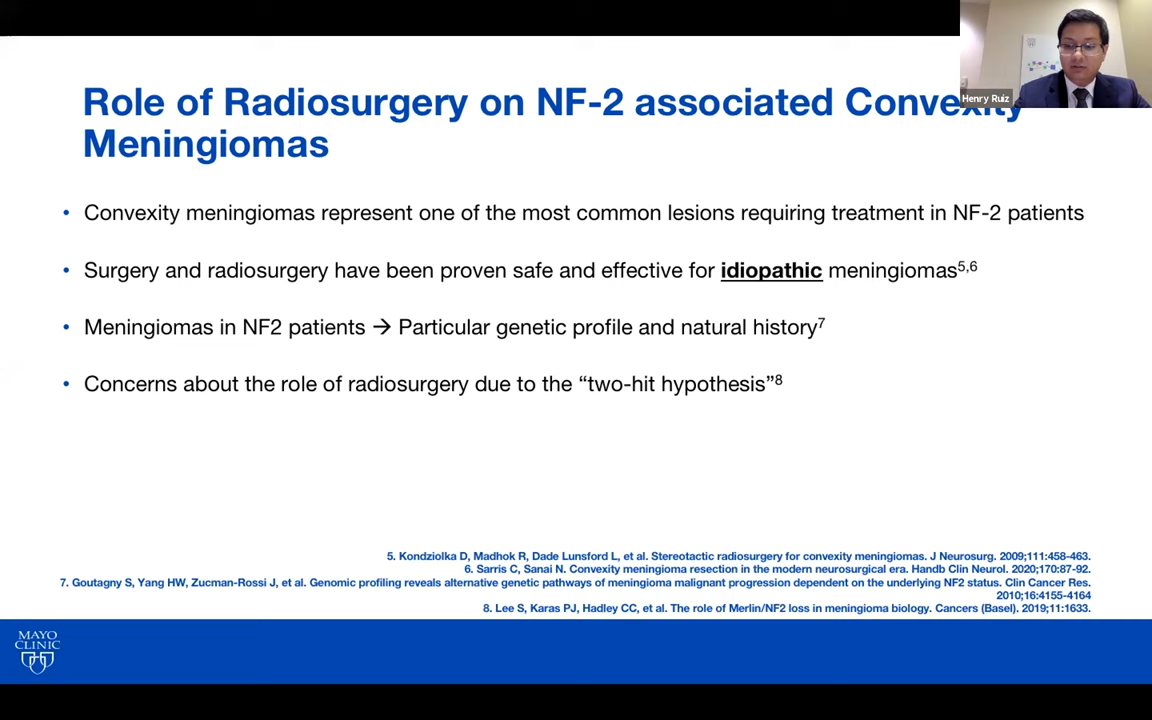 Henry Ruiz
Role of Radiosurgery on NF-2 associated Convexity
Meningiomas
• Convexity meningiomas represent one of the most common lesions requiring treatment in NF-2 patients
• Surgery and radiosurgery have been proven safe and effective for idiopathic meningiomas5,6
• Meningiomas in NF2 patients → Particular genetic profile and natural history7
• Concerns about the role of radiosurgery due to the “two-hit hypothesis”8
5. Kondziolka D, Madhok R, Dade Lunsford L, et al. Stereotactic radiosurgery for convexity meningiomas. J Neurosurg. 2009;111:458-463.
6. Sarris C, Sanai N. Convexity meningioma resection in the modern neurosurgical era. Handb Clin Neurol. 2020;170:87-92.
7. Goutagny S, Yang HW, Zucman-Rossi J, et al. Genomic profiling reveals alternative genetic pathways of meningioma malignant progression dependent on the underlying NF2 status. Clin Cancer Res.
2010;16:4155-4164
8. Lee S, Karas PJ, Hadley CC, et al. The role of Merlin/NF2 loss in meningioma biology. Cancers (Basel). 2019;11:1633.
MAYO
CLINIC